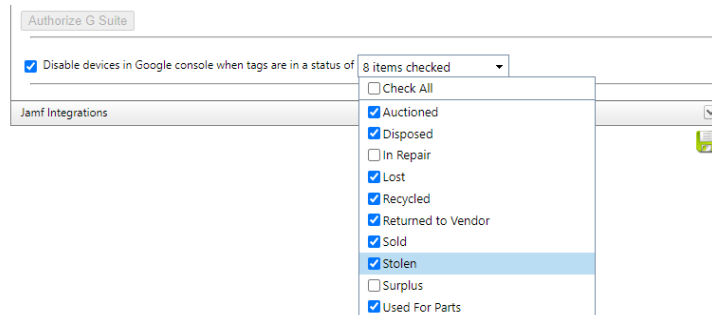 Authorize G Suite
Disable devices in Google console when tags are in a status of 8 items checked
Check All
Jamf Integrations
Auctioned
Disposed
In Repair
Lost
Recycled
Returned to Vendor
Sold
Stolen
Surplus
Used For Parts